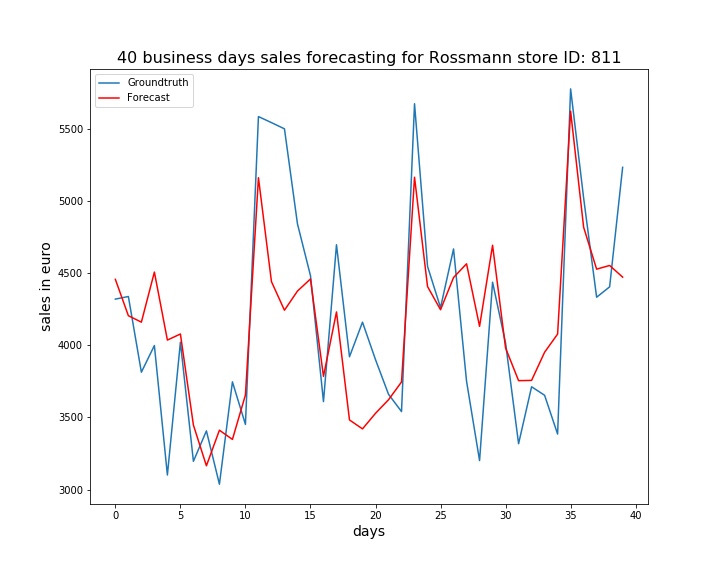 40 business days sales forecasting for Rossmann store ID: 811
Groundtruth
Forecast
5500
5000
4500
4000
3500
3000
sales in euro
0 5 10 15 20 25 30 35 40
days